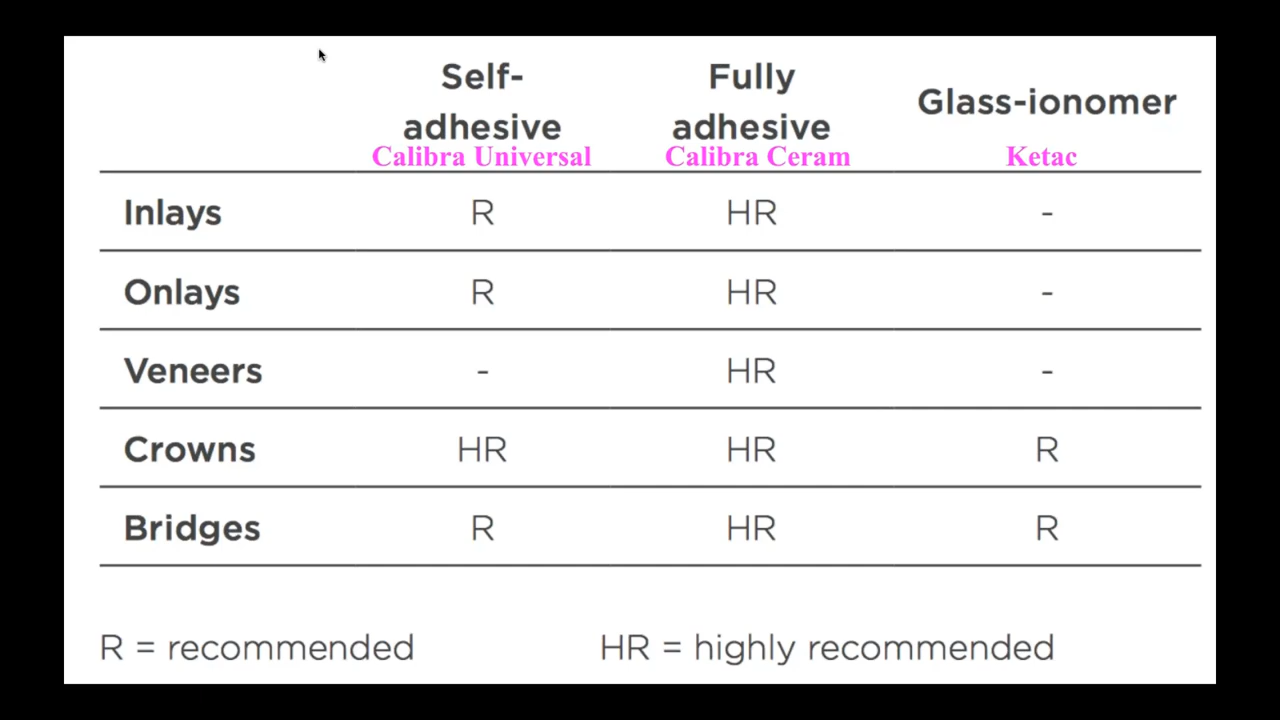 Self-
adhesive
Fully
adhesive
Glass-ionomer
Calibra Universal
Calibra Ceram
Ketac
Inlays R HR -
Onlays R HR -
Veneers - HR -
Crowns HR HR R
Bridges R HR R
R = recommended
HR = highly recommended